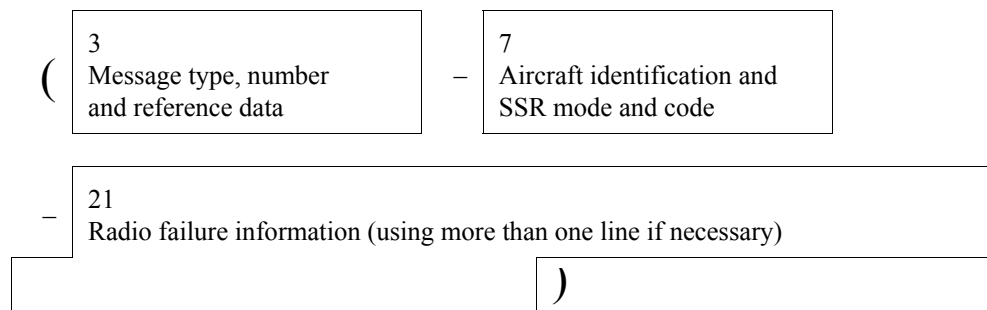 3 7
( Message type, number – Aircraft identification and
and reference data SSR mode and code
21
– Radio failure information (using more than one line if necessary)
)